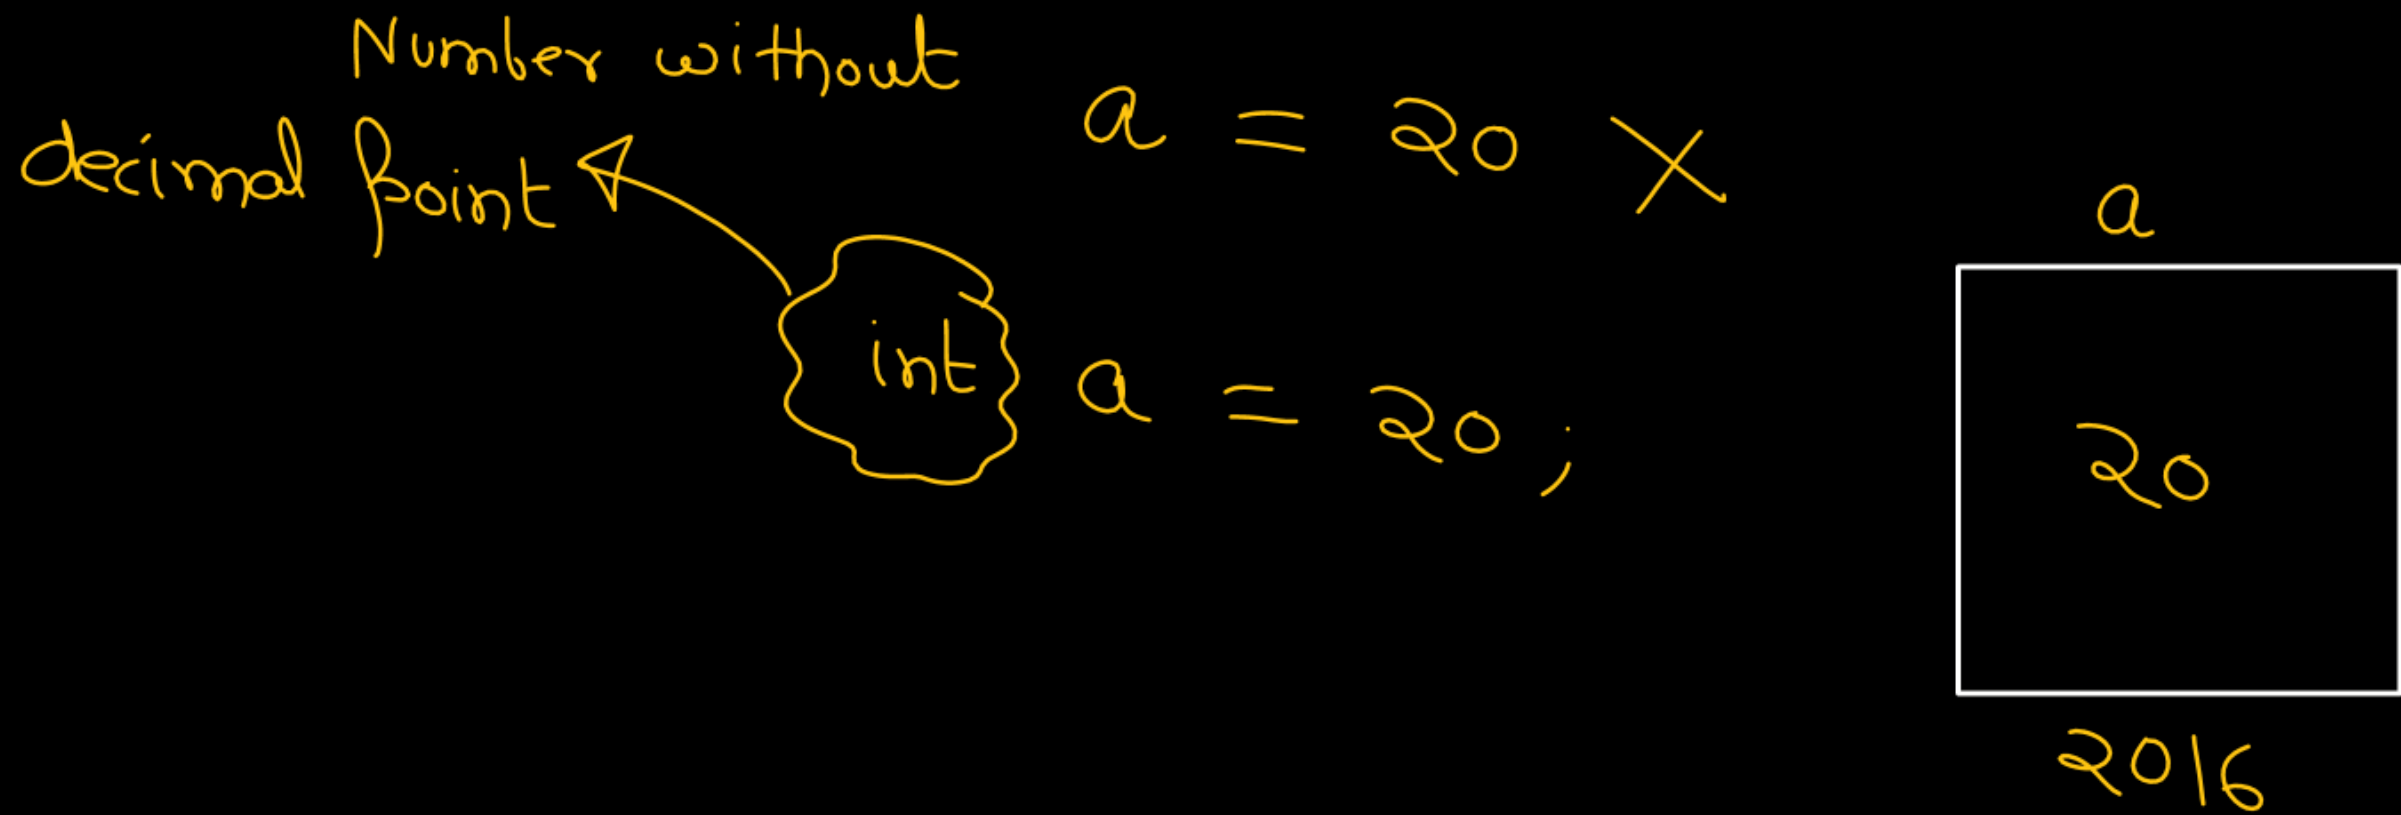 Number without
decimal point
a = 20 X
int a = 20 ;
a
20
2016